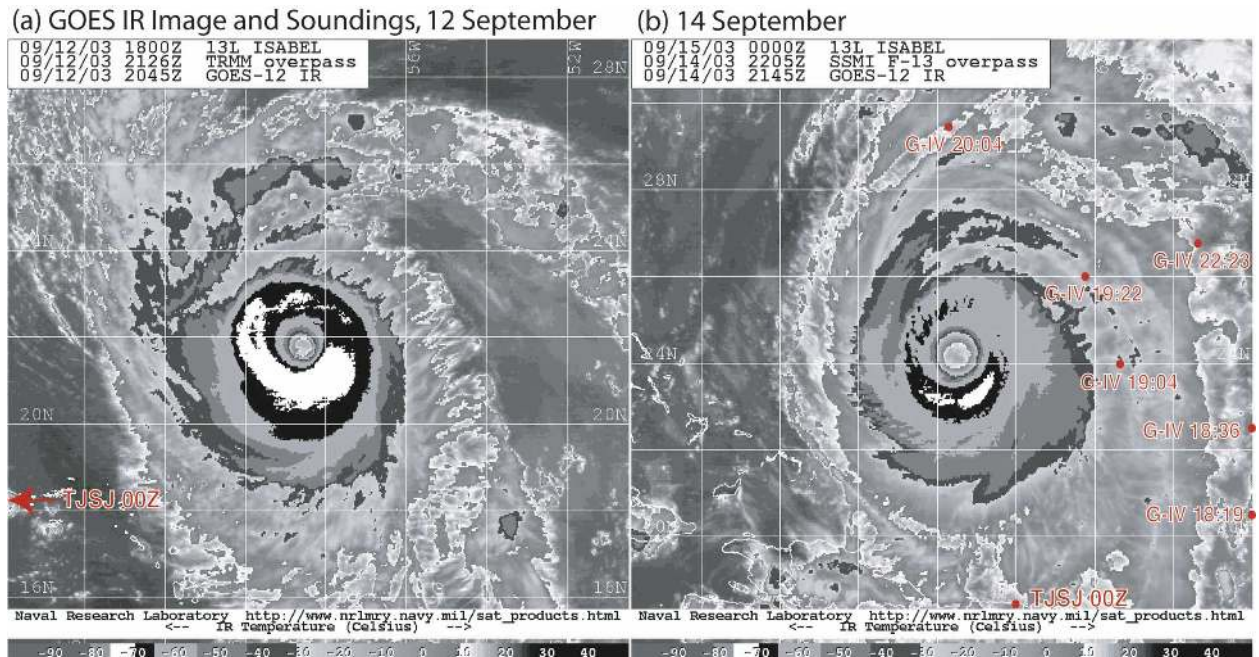 (a) GOES IR Image and Soundings, 12 September
09/12/03 1800Z 13L ISABEL
09/12/03 2126Z TRMM overpass
09/12/03 2045Z GOES-12 IR
56W
52W
28N
24N
24N
20N
20N
TJSJ 00Z
16N
16N
Naval Research Laboratory http://www.nrlmry.navy.mil/sat_products.html
<-- IR Temperature (Celsius) -->
-90 -80 -70 -60 -50 -40 -30 -20 -10 0 10 20 30 40
(b) 14 September
09/15/03 0000Z 13L ISABEL
09/14/03 2205Z SSMI F-13 overpass
09/14/03 2145Z GOES-12 IR
G-IV 20:04
28N
G-IV 22:23
G-IV 19:22
24N
24N
G-IV 19:04
G-IV 18:36
G-IV 18:19
TJSJ 00Z
Naval Research Laboratory http://www.nrlmry.navy.mil/sat_products.html
<-- IR Temperature (Celsius) -->
-90 -80 -70 -60 -50 -40 -30 -20 -10 0 10 20 30 40